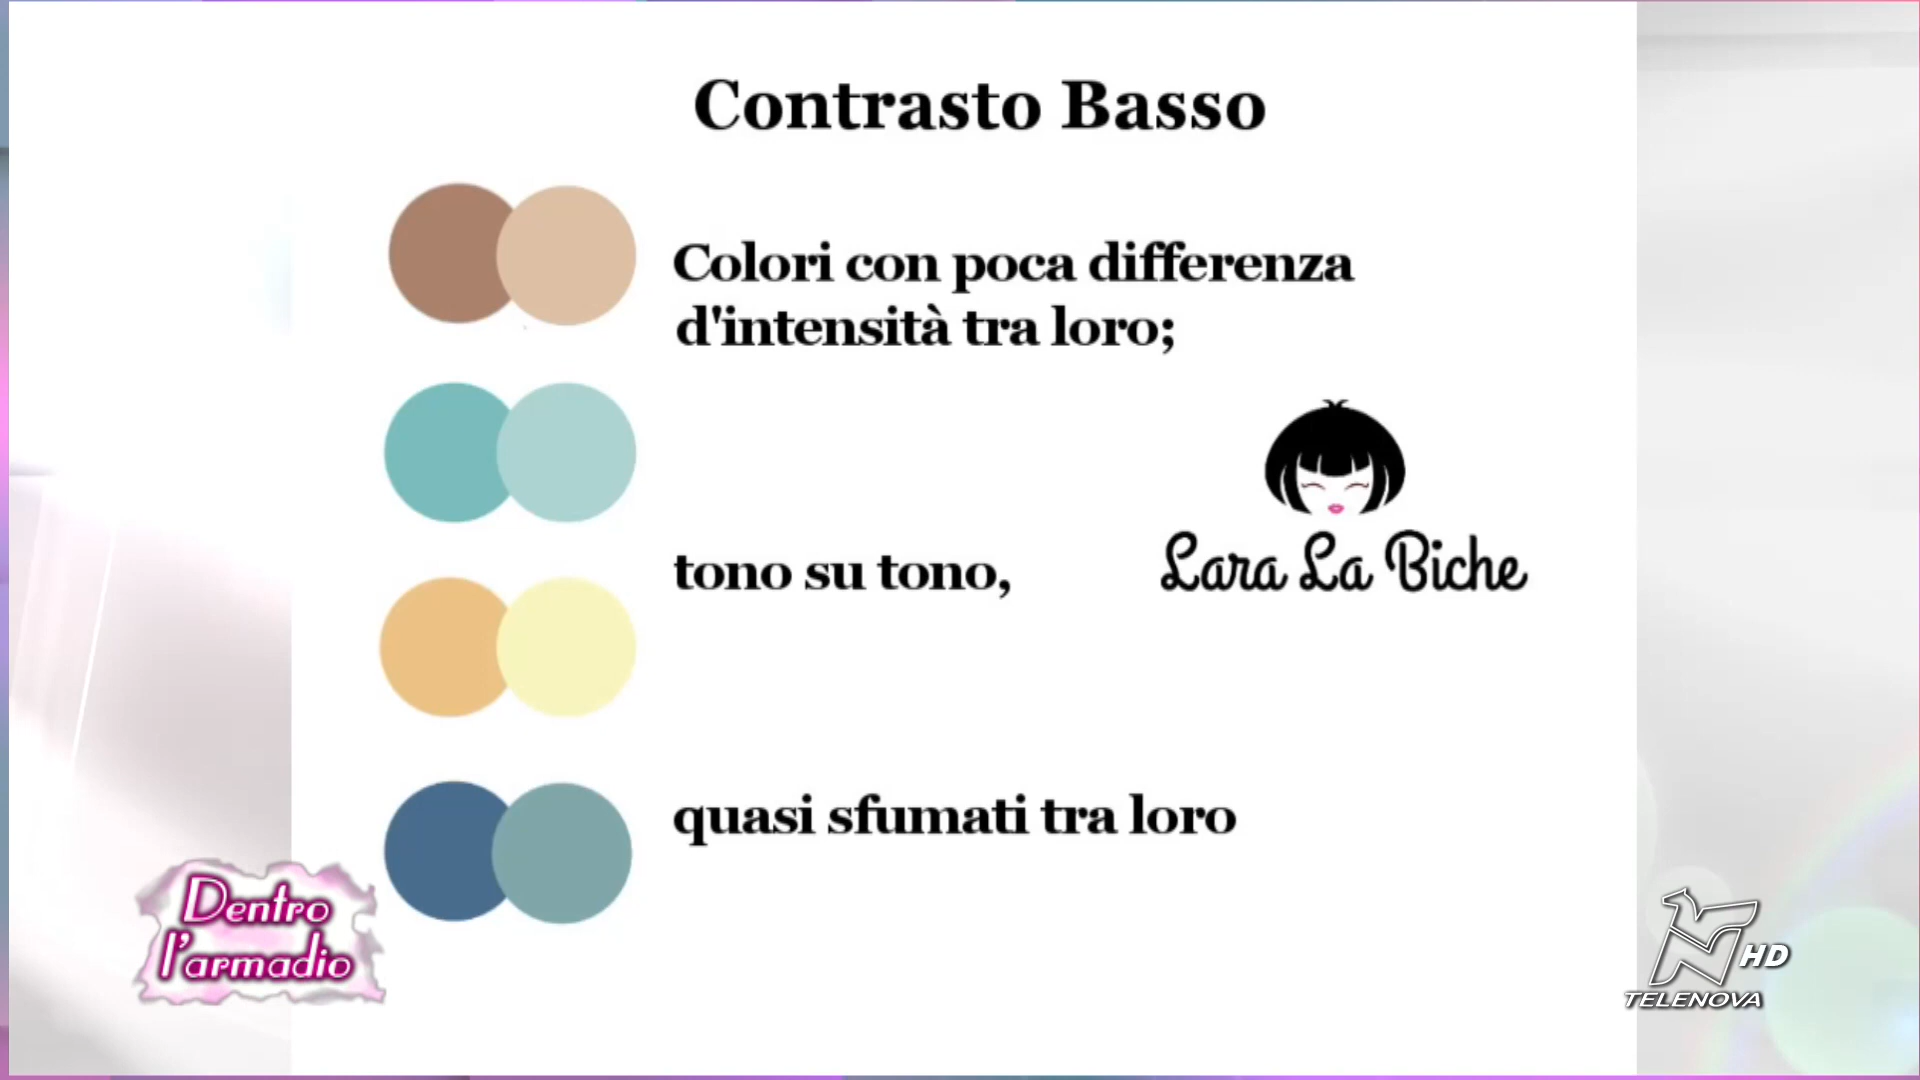 Contrasto Basso
Colori con poca differenza
d'intensità tra loro;
tono su tono,
Lara La Biche
quasi sfumati tra loro
Dentro
l'armadio
HD
TELENOVA